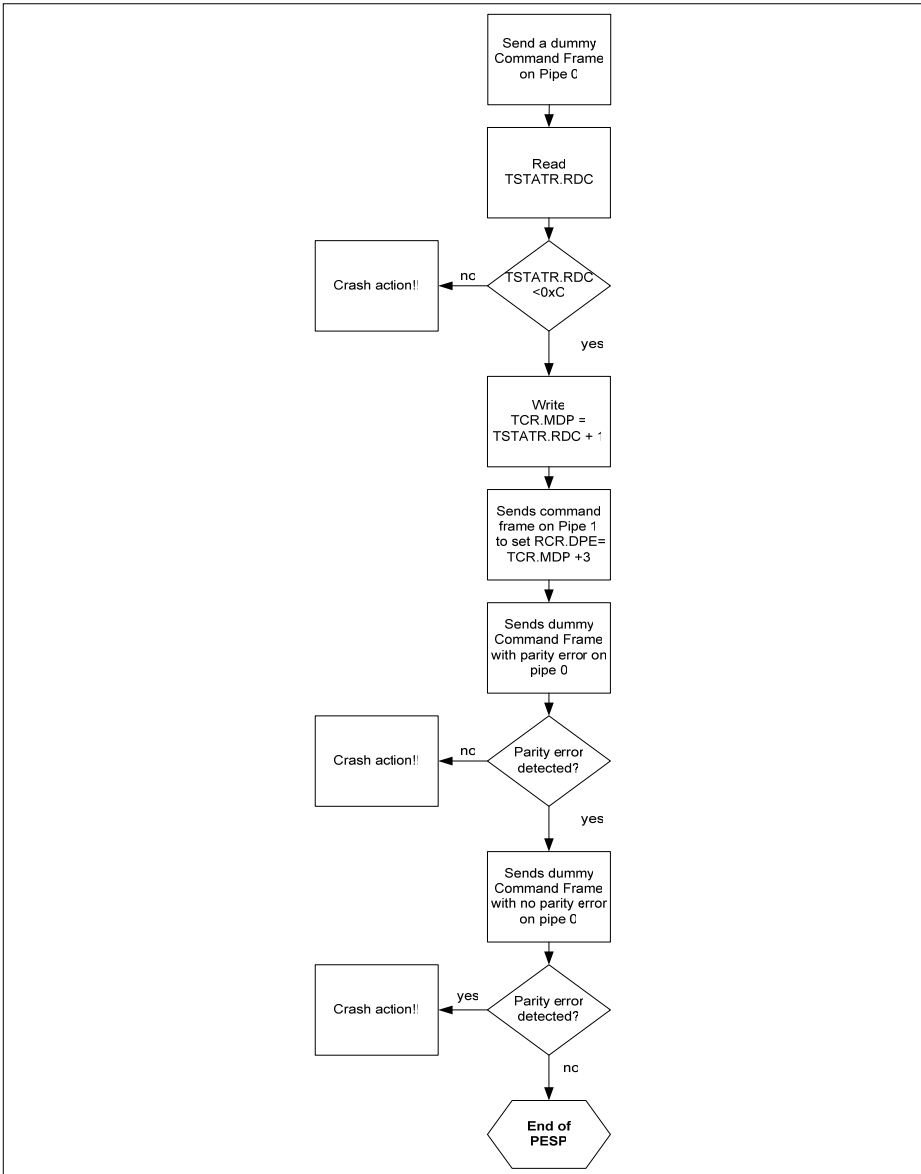 Send a dummy
Command Frame
on Pipe 0
Read
TSTATR.RDC
TSTATR.RDC
<0xC
no
Crash action!!
yes
Write
TCR.MDP =
TSTATR.RDC + 1
Sends command
frame on Pipe 1
to set RCR.DPE=
TCR.MDP +3
Sends dummy
Command Frame
with parity error on
pipe 0
Parity error
detected?
no
Crash action!!
yes
Sends dummy
Command Frame
with no parity error
on pipe 0
Parity error
detected?
yes
Crash action!!
no
End of
PESP